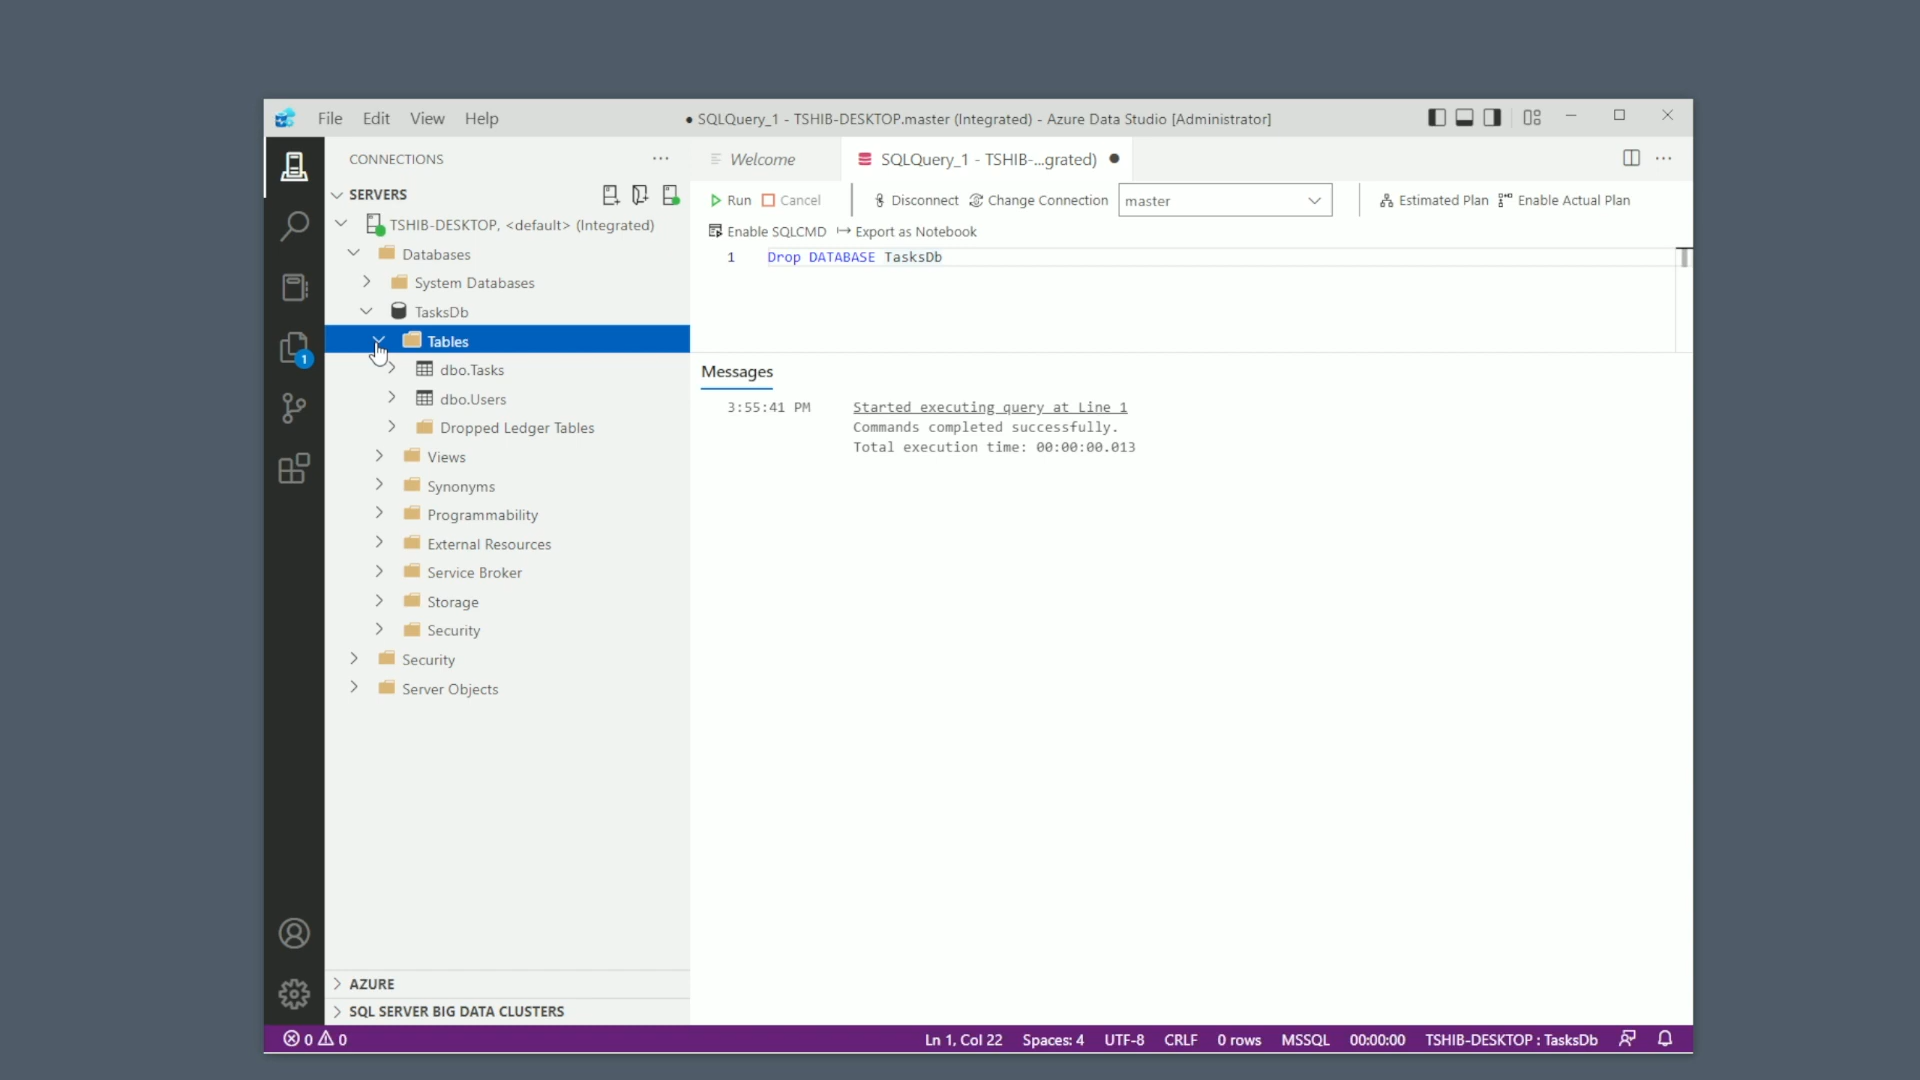 File Edit View Help
● SQLQuery_1 - TSHIB-DESKTOP.master (Integrated) - Azure Data Studio [Administrator]
CONNECTIONS
Welcome
SQLQuery_1 - TSHIB-...grated)
SERVERS
Run Cancel Disconnect Change Connection master Estimated Plan Enable Actual Plan
Enable SQLCMD Export as Notebook
TSHIB-DESKTOP, <default> (Integrated)
Databases
System Databases
TasksDb
Tables
dbo.Tasks
dbo.Users
Dropped Ledger Tables
Views
Synonyms
Programmability
External Resources
Service Broker
Storage
Security
Security
Server Objects
1 Drop DATABASE TasksDb
Messages
3:55:41 PM Started executing query at Line 1
Commands completed successfully.
Total execution time: 00:00:00.013
1
AZURE
SQL SERVER BIG DATA CLUSTERS
0 0 Ln 1, Col 22 Spaces: 4 UTF-8 CRLF 0 rows MSSQL 00:00:00 TSHIB-DESKTOP : TasksDb